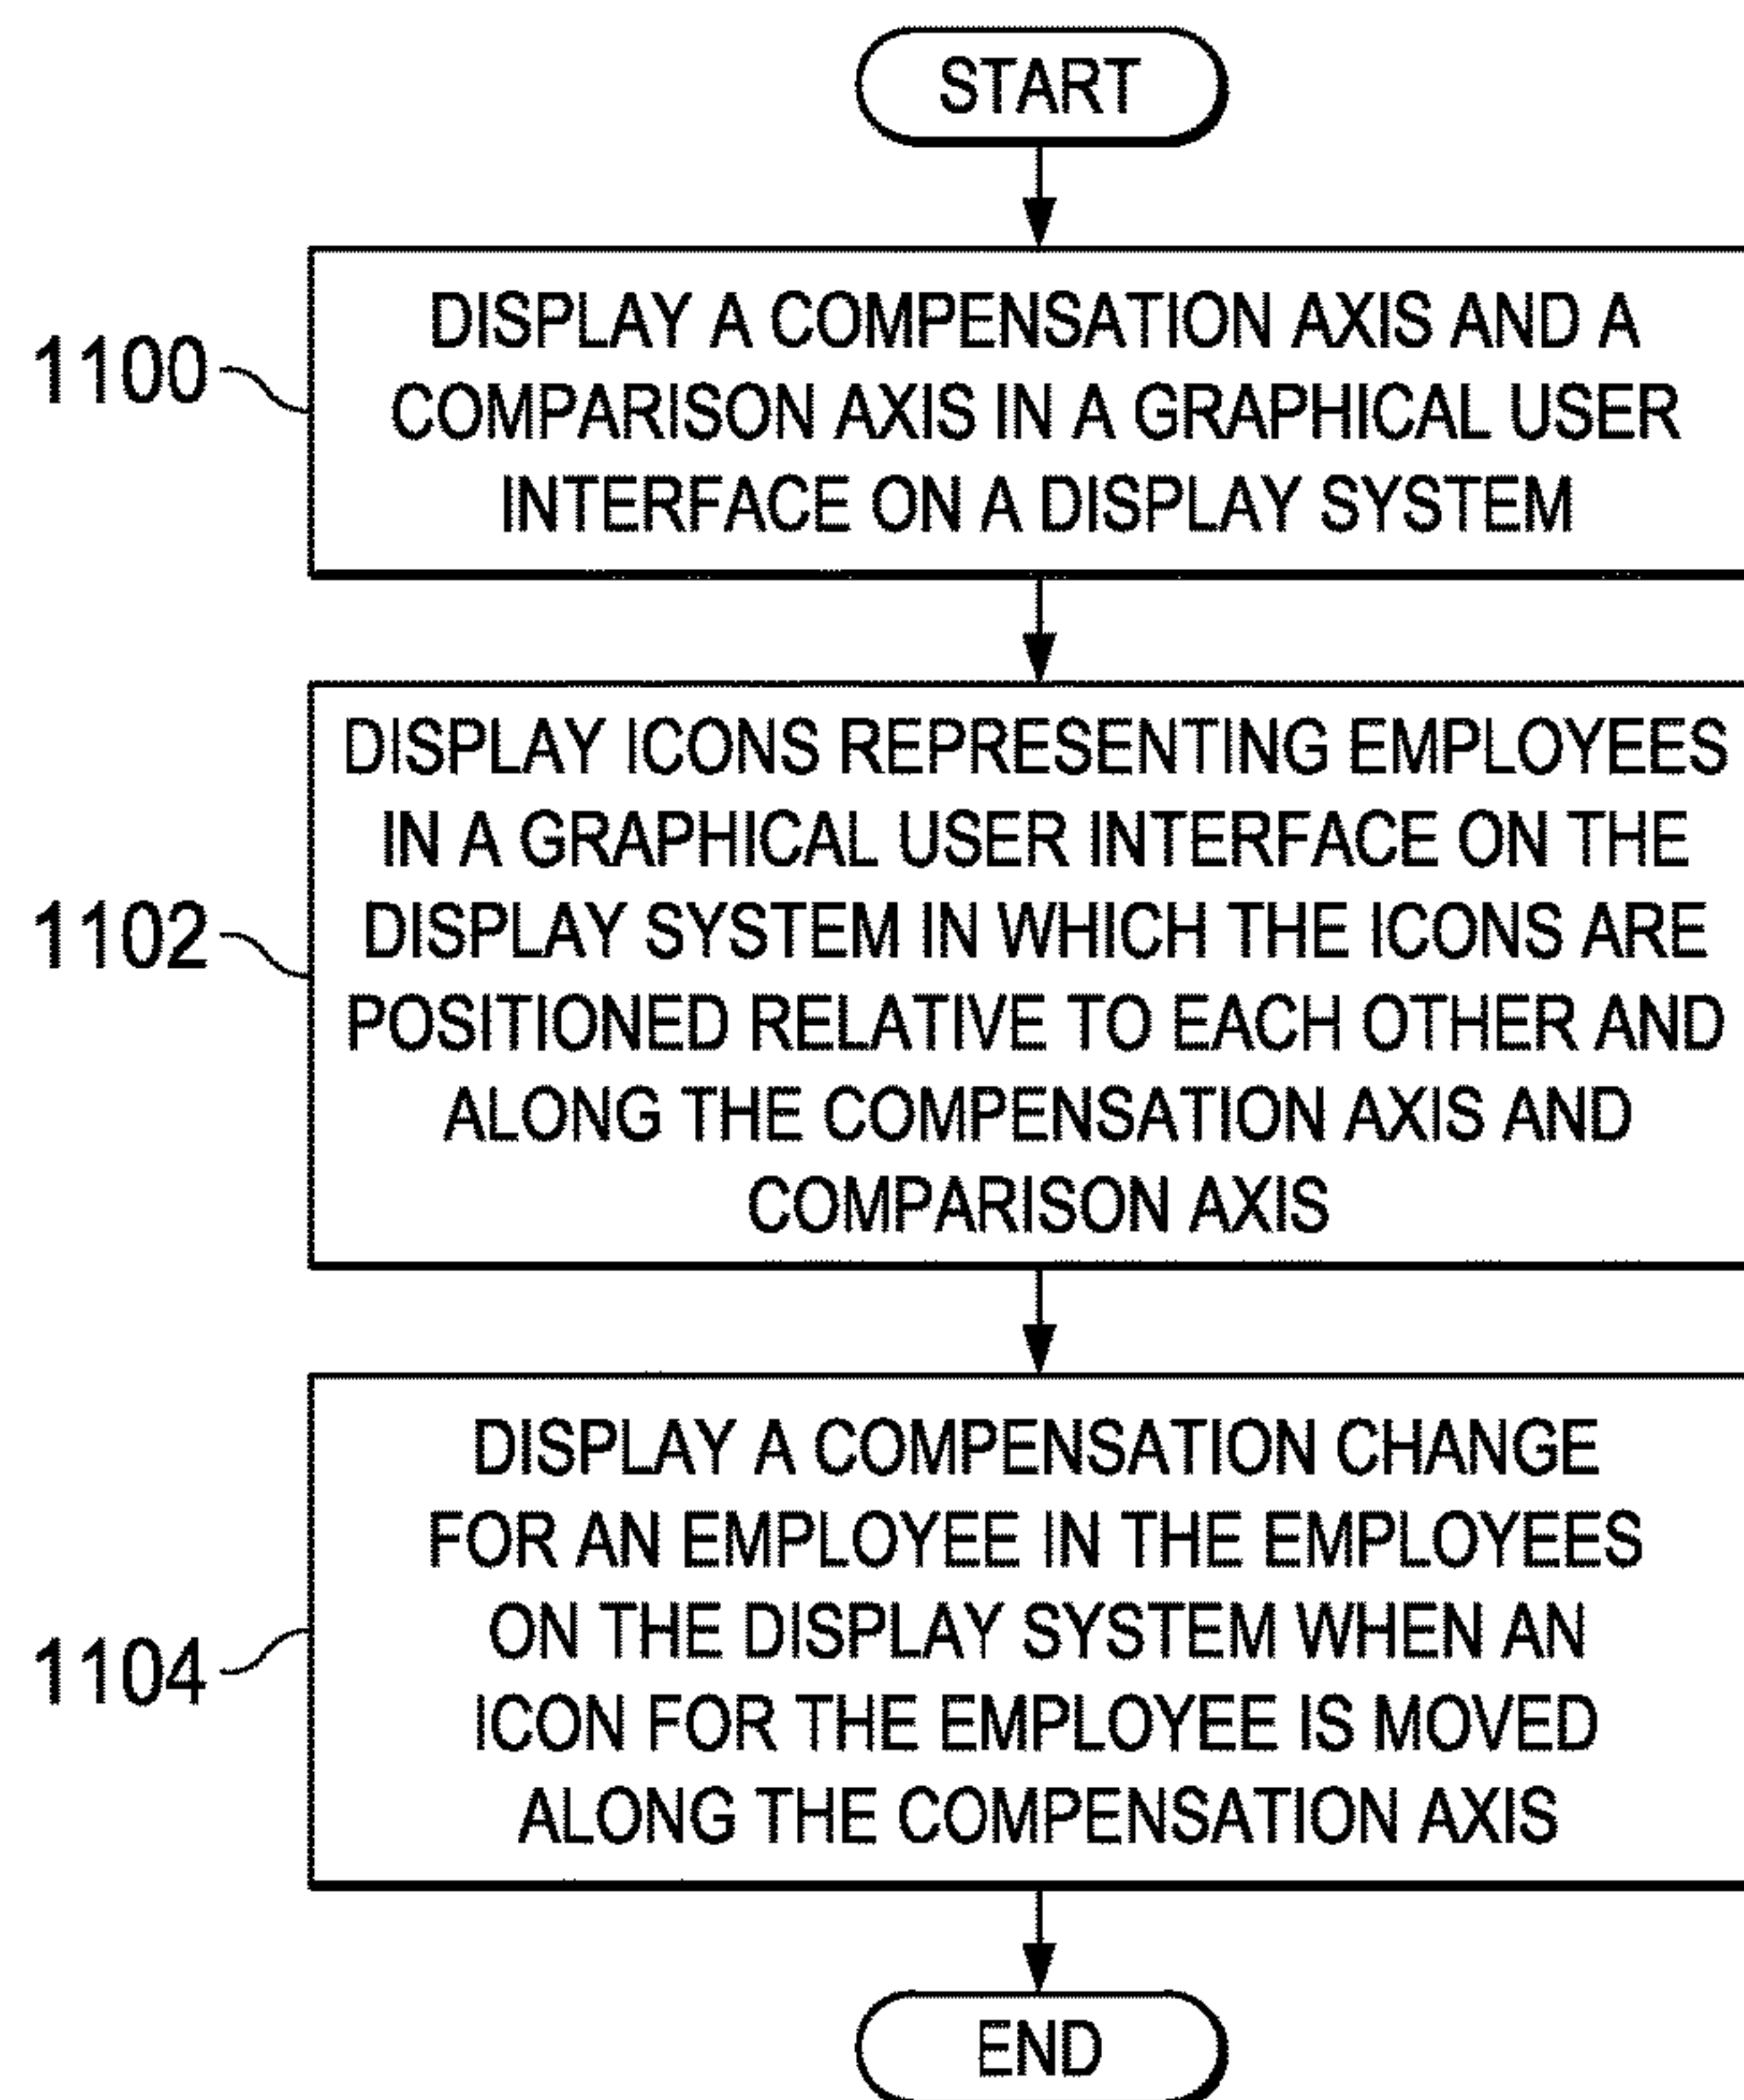 START
1100
DISPLAY A COMPENSATION AXIS AND A
COMPARISON AXIS IN A GRAPHICAL USER
INTERFACE ON A DISPLAY SYSTEM
1102
DISPLAY ICONS REPRESENTING EMPLOYEES
IN A GRAPHICAL USER INTERFACE ON THE
DISPLAY SYSTEM IN WHICH THE ICONS ARE
POSITIONED RELATIVE TO EACH OTHER AND
ALONG THE COMPENSATION AXIS AND
COMPARISON AXIS
1104
DISPLAY A COMPENSATION CHANGE
FOR AN EMPLOYEE IN THE EMPLOYEES
ON THE DISPLAY SYSTEM WHEN AN
ICON FOR THE EMPLOYEE IS MOVED
ALONG THE COMPENSATION AXIS
END